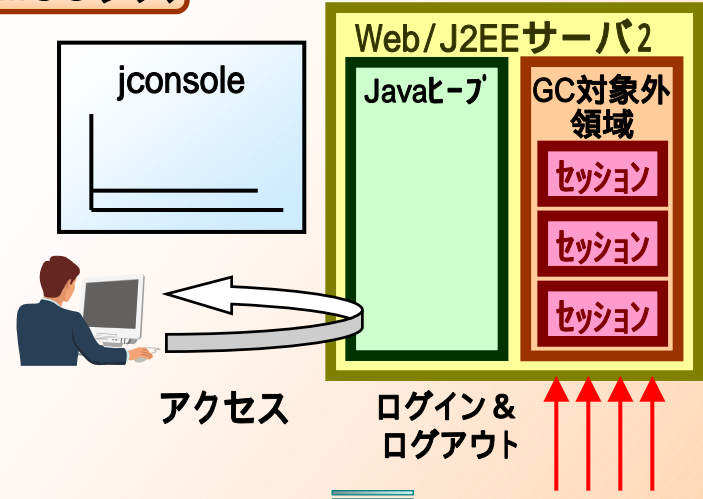 Web/J2EEサーバ2
jconsole
Javaヒープ
GC対象外
領域
セッション
セッション
セッション
アクセス
ログイン &
ログアウト